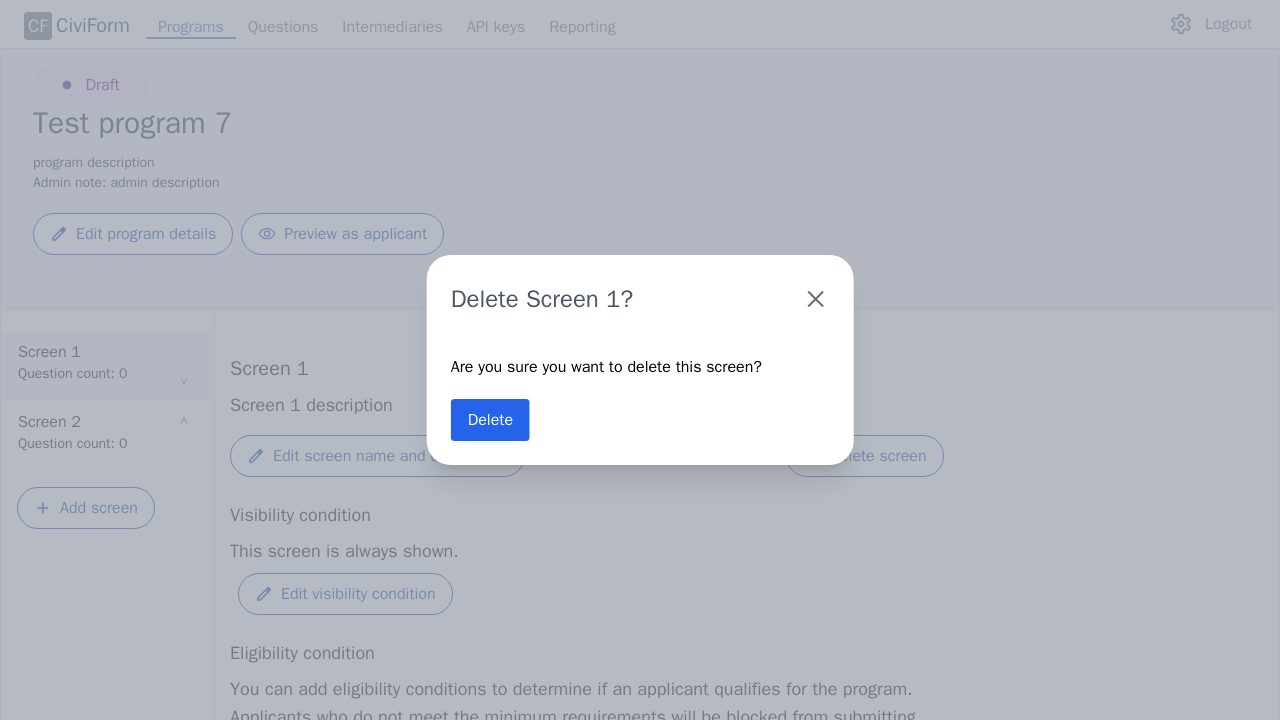 CF CiviForm Programs Questions Intermediaries API keys Reporting Logout
Draft
Test program 7
program description
Admin note: admin description
Edit program details Preview as applicant
Delete Screen 1?
Are you sure you want to delete this screen?
Delete
Screen 1
Question count: 0
Screen 2
Question count: 0
Add screen
Screen 1
Screen 1 description
Edit screen name and screen
Visibility condition
This screen is always shown.
Edit visibility condition
Eligibility condition
You can add eligibility conditions to determine if an applicant qualifies for the program.
Applicants who do not meet the minimum requirements will be blocked from submitting